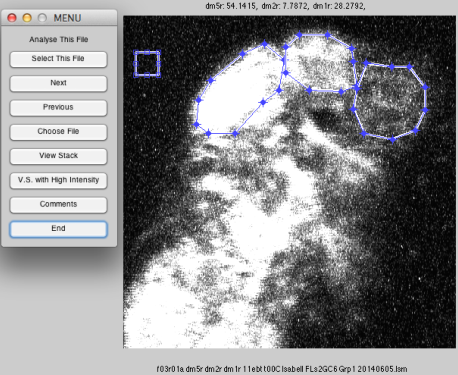 dm5r: 54.1415, dm2r: 7.7872, dm1r: 28.2792,
MENU
Analyse This File
Select This File
Next
Previous
Choose File
View Stack
V.S. with High Intensity
Comments
End
f03r01a dm5r dm2r dm1r 11ebt t00C Isabell FLs2GC6 Grp1 20140605.lsm